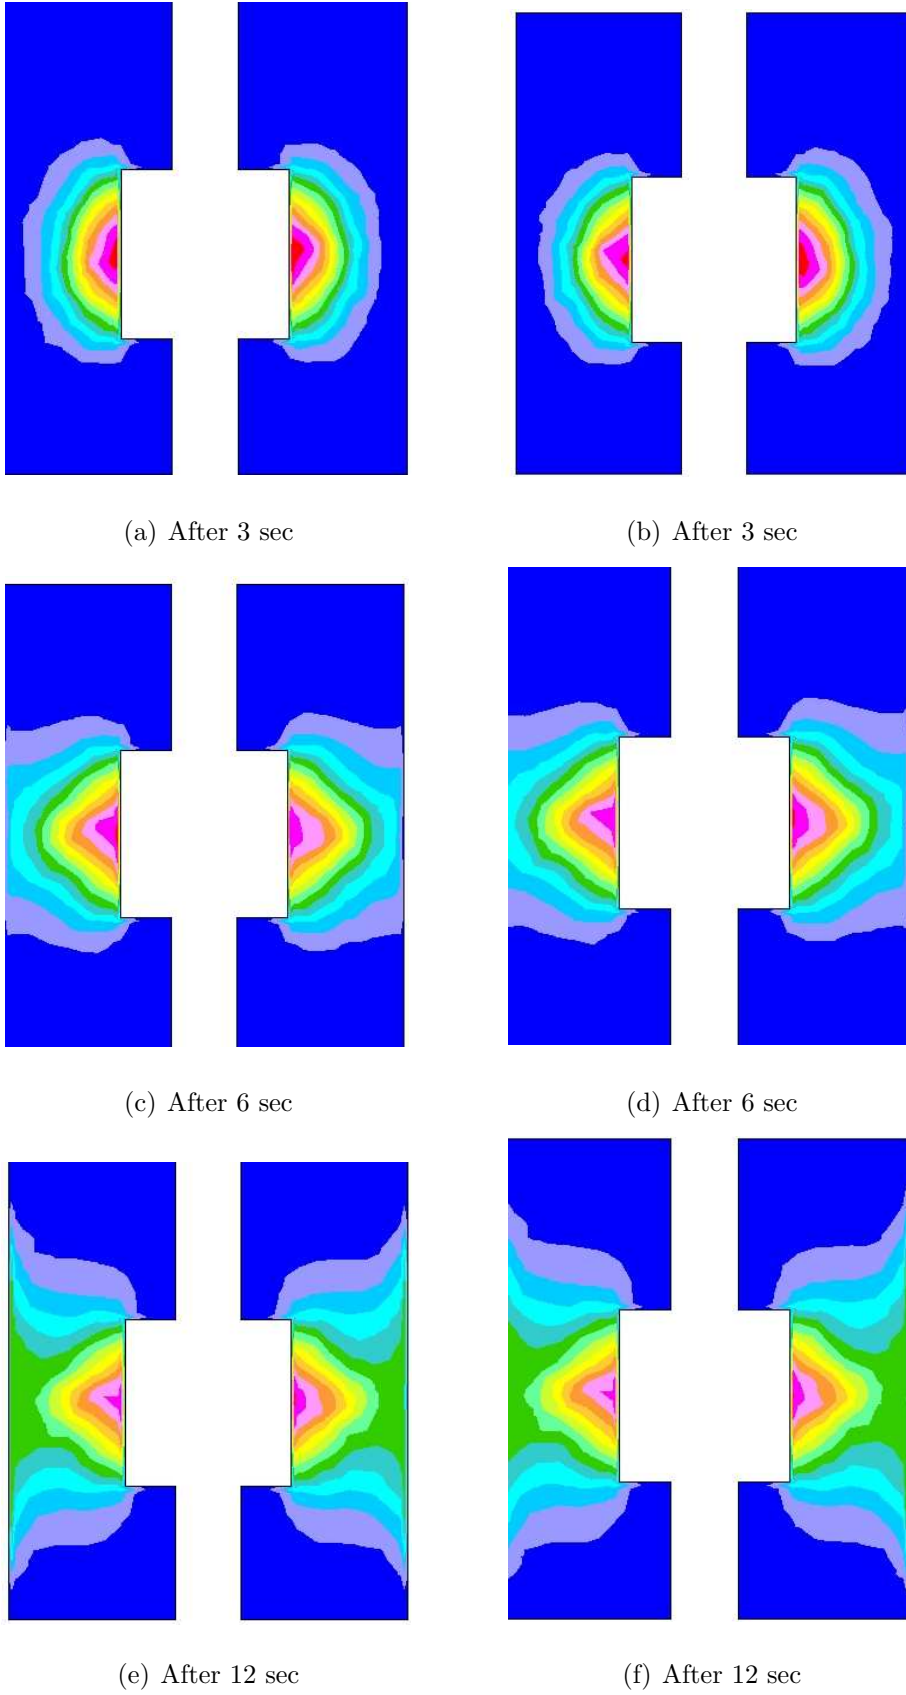 (a) After 3 sec
(b) After 3 sec
(c) After 6 sec
(d) After 6 sec
(e) After 12 sec
(f) After 12 sec